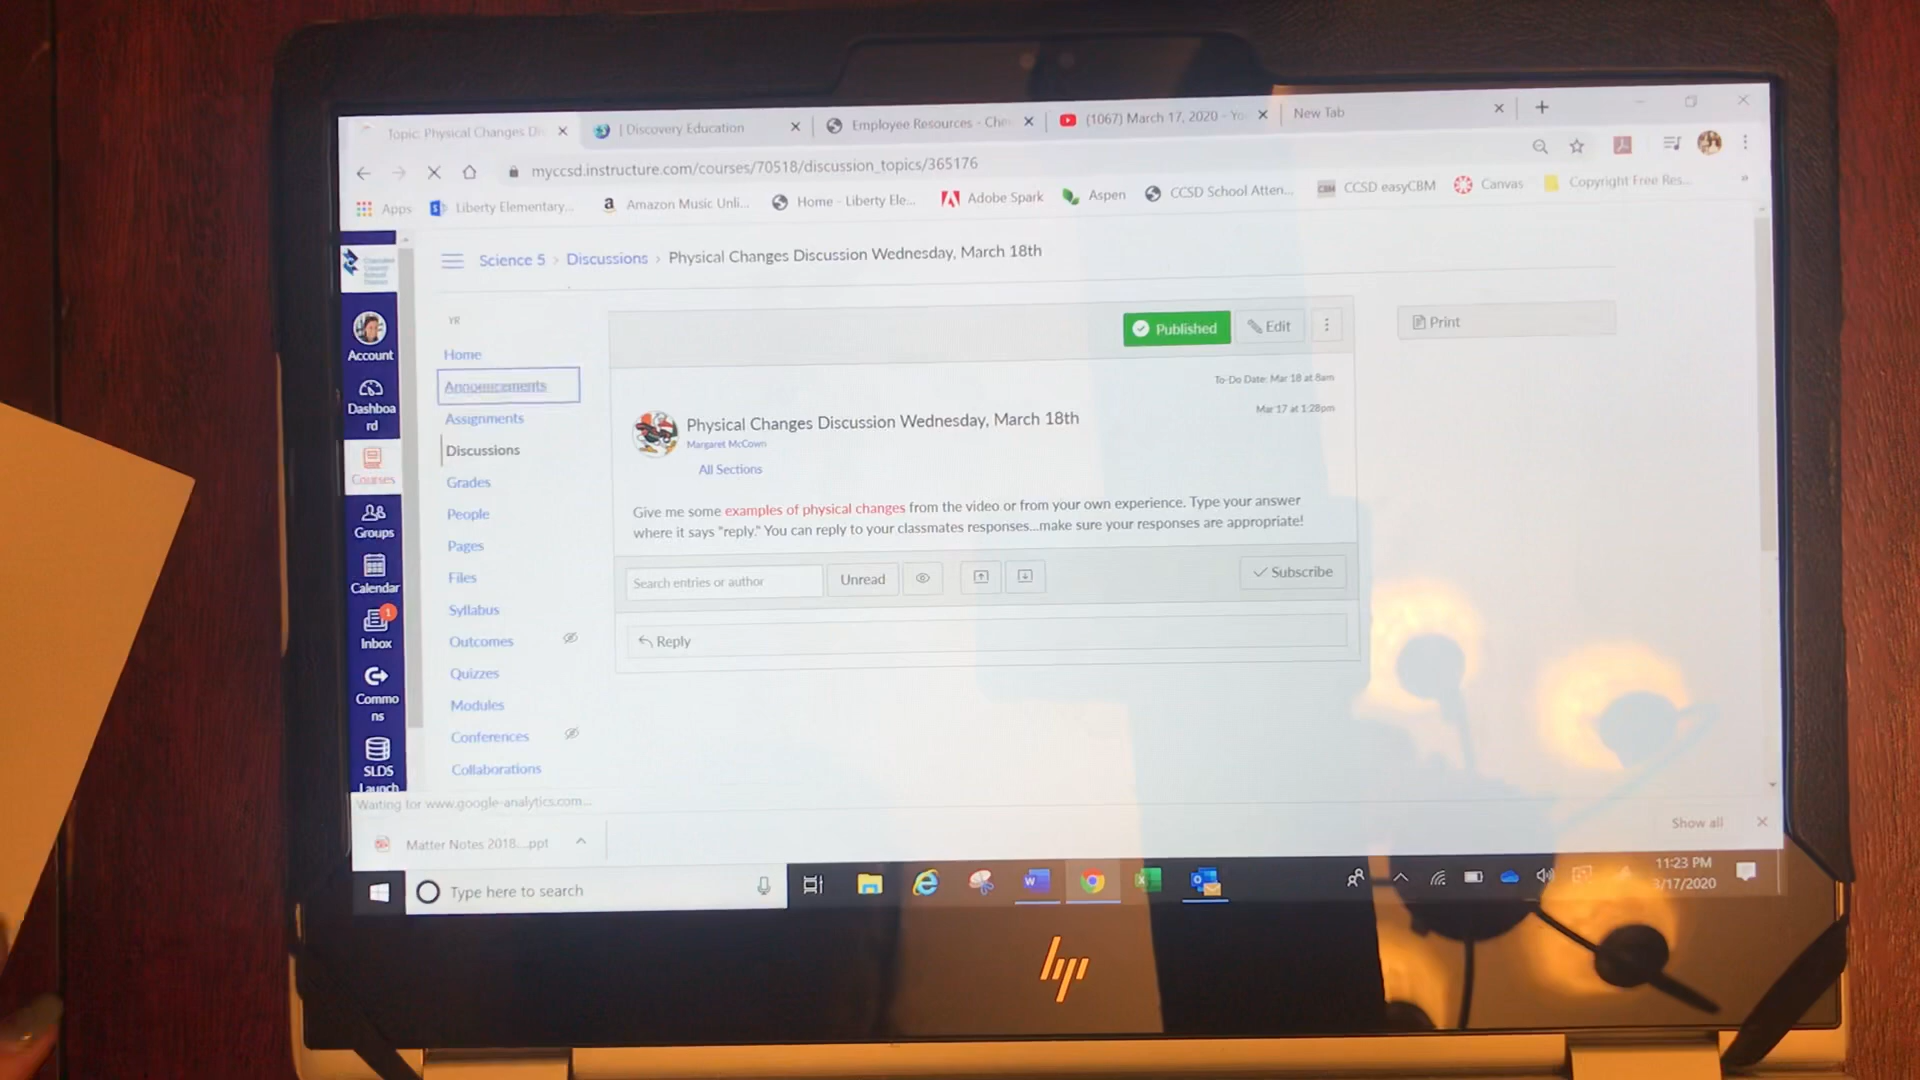 Topic: Physical Changes Di
| Discovery Education
Employee Resources - Che
(1067) March 17, 2020 - Yo
New Tab
myccsd.instructure.com/courses/70518/discussion_topics/365176
Apps
Liberty Elementary...
Amazon Music Unli...
Home - Liberty Ele...
Adobe Spark
Aspen
CCSD School Atten...
CCSD easyCBM
Canvas
Copyright Free Res...
Science 5 › Discussions › Physical Changes Discussion Wednesday, March 18th
Account
Dashboa
rd
Courses
Groups
Calendar
1
Inbox
Commo
ns
SLDS
Launch
YR
Home
Announcements
Assignments
Discussions
Grades
People
Pages
Files
Syllabus
Outcomes
Quizzes
Modules
Conferences
Collaborations
Published
Edit
Print
To-Do Date: Mar 18 at 8am
Mar 17 at 1:28pm
Physical Changes Discussion Wednesday, March 18th
Margaret McCown
All Sections
Give me some examples of physical changes from the video or from your own experience. Type your answer
where it says "reply." You can reply to your classmates responses...make sure your responses are appropriate!
Search entries or author
Unread
Subscribe
Reply
Waiting for www.google-analytics.com...
Matter Notes 2018....ppt
Show all
Type here to search
11:23 PM
3/17/2020
hp